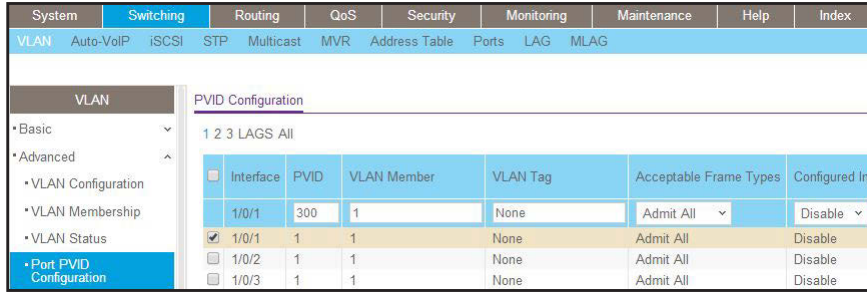 System Switching Routing QoS Security Monitoring Maintenance Help Index
VLAN Auto-VoIP iSCSI STP Multicast MVR Address Table Ports LAG MLAG
VLAN
Basic
Advanced
VLAN Configuration
VLAN Membership
VLAN Status
Port PVID
Configuration
PVID Configuration
1 2 3 LAGS All
Interface PVID VLAN Member VLAN Tag Acceptable Frame Types Configured In
1/0/1 300 1 None Admit All Disable
1/0/1 1 1 None Admit All Disable
1/0/2 1 1 None Admit All Disable
1/0/3 1 1 None Admit All Disable